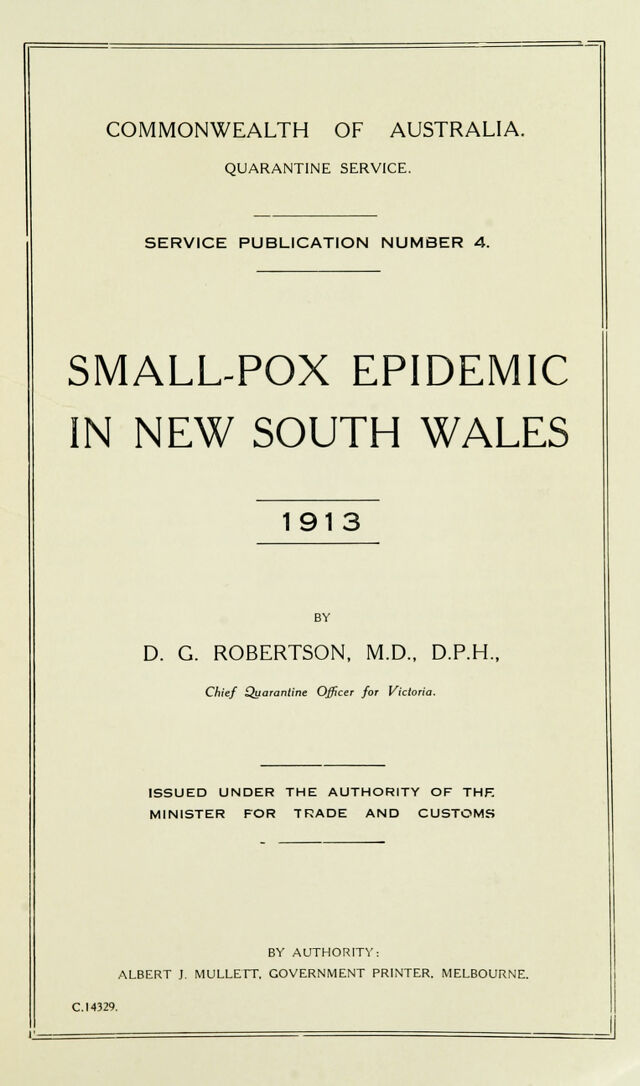 COMMONWEALTH OF AUSTRALIA.
QUARANTINE SERVICE.
SERVICE PUBLICATION NUMBER 4.
SMALL-POX EPIDEMIC
IN NEW SOUTH WALES
1913
BY
D. G. ROBERTSON, M.D., D.P.H.,
Chief Quarantine Officer for Victoria.
ISSUED UNDER THE AUTHORITY OF THE
MINISTER FOR TRADE AND CUSTOMS
BY AUTHORITY:
ALBERT J. MULLETT, GOVERNMENT PRINTER, MELBOURNE.
C.14329.